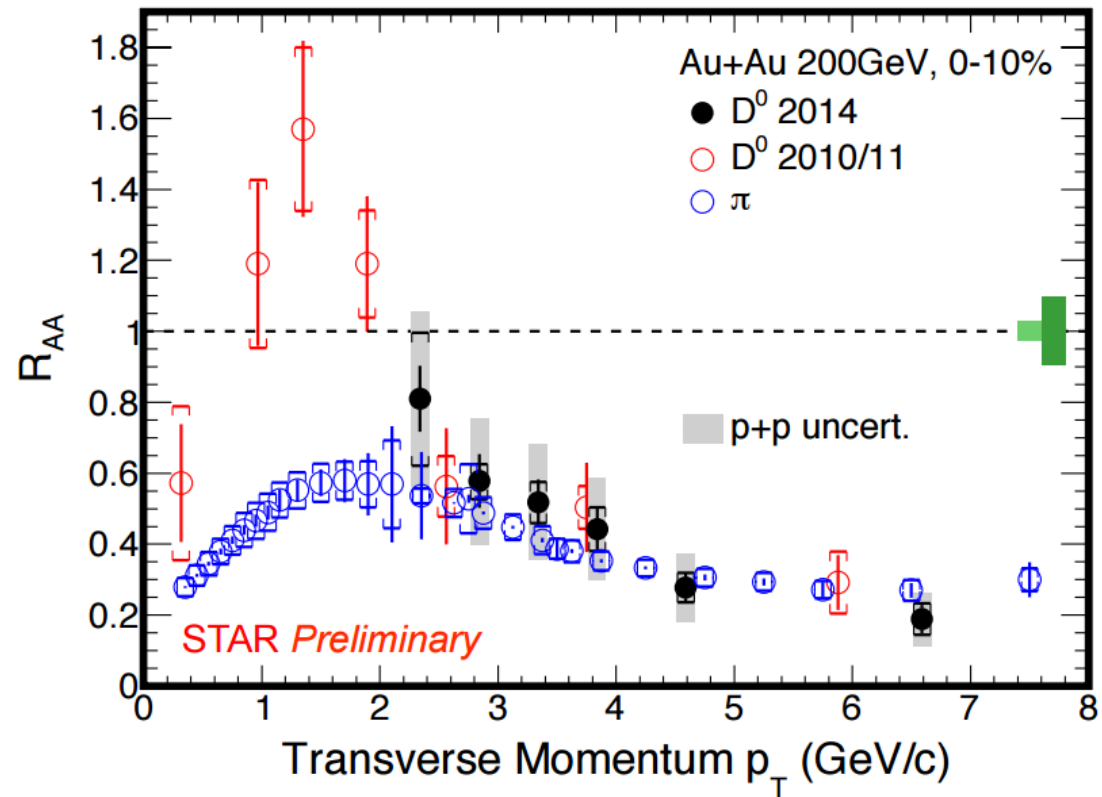 Au+Au 200GeV, 0-10%
D⁰ 2014
D⁰ 2010/11
π
p+p uncert.
STAR Preliminary
R_AA
1.8
1.6
1.4
1.2
1
0.8
0.6
0.4
0.2
0
0 1 2 3 4 5 6 7 8
Transverse Momentum p_T (GeV/c)